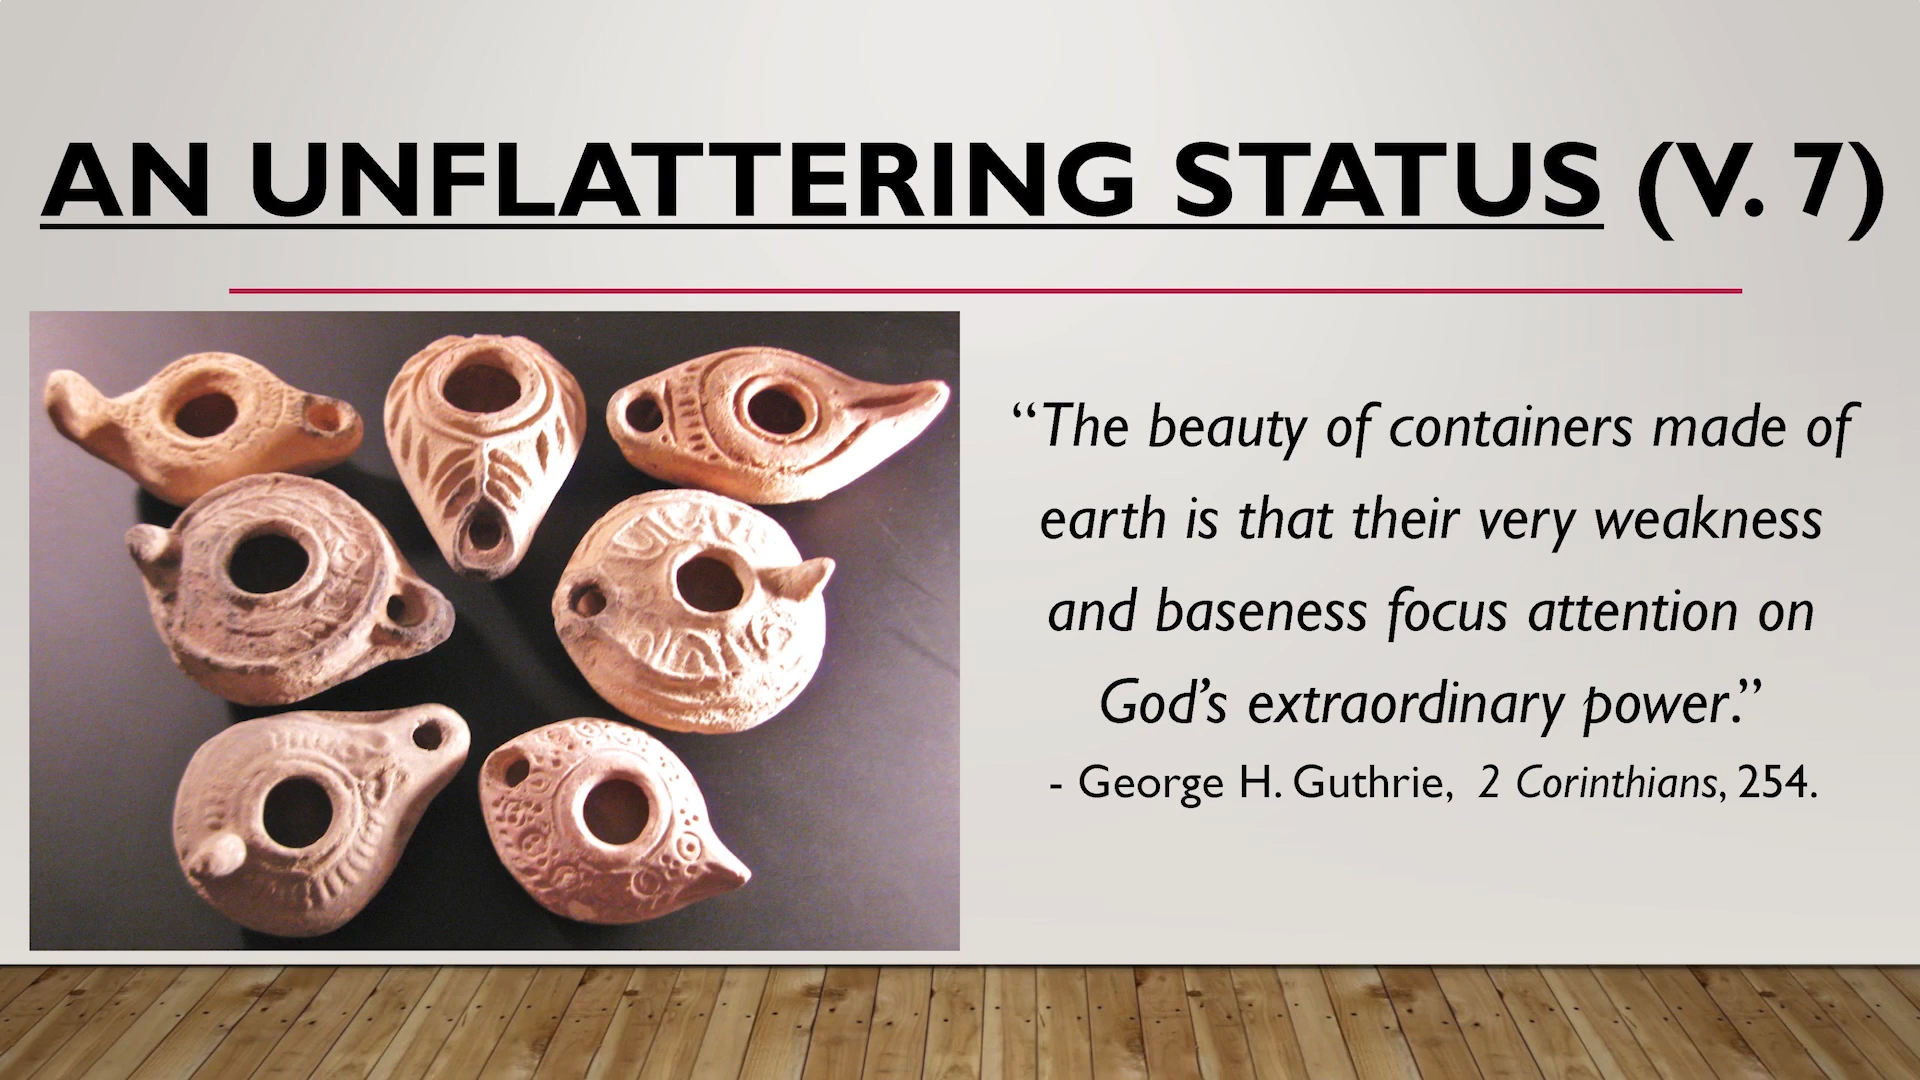 AN UNFLATTERING STATUS (V. 7)
“The beauty of containers made of
earth is that their very weakness
and baseness focus attention on
God’s extraordinary power.”
- George H. Guthrie, 2 Corinthians, 254.